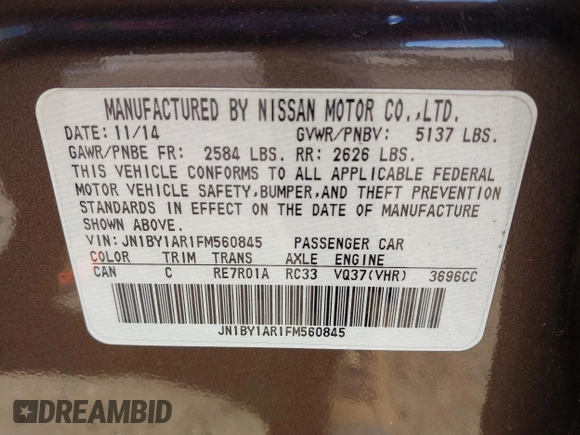 MANUFACTURED BY NISSAN MOTOR CO.,LTD.
DATE: 11/14 GVWR/PNBV: 5137 LBS.
GAWR/PNBE FR: 2584 LBS. RR: 2626 LBS.
THIS VEHICLE CONFORMS TO ALL APPLICABLE FEDERAL
MOTOR VEHICLE SAFETY,BUMPER,AND THEFT PREVENTION
STANDARDS IN EFFECT ON THE DATE OF MANUFACTURE
SHOWN ABOVE.
VIN:JN1BY1AR1FM560845 PASSENGER CAR
COLOR TRIM TRANS AXLE ENGINE
CAN C RE7R01A RC33 VQ37(VHR) 3696CC
JN1BY1AR1FM560845
DREAMBID